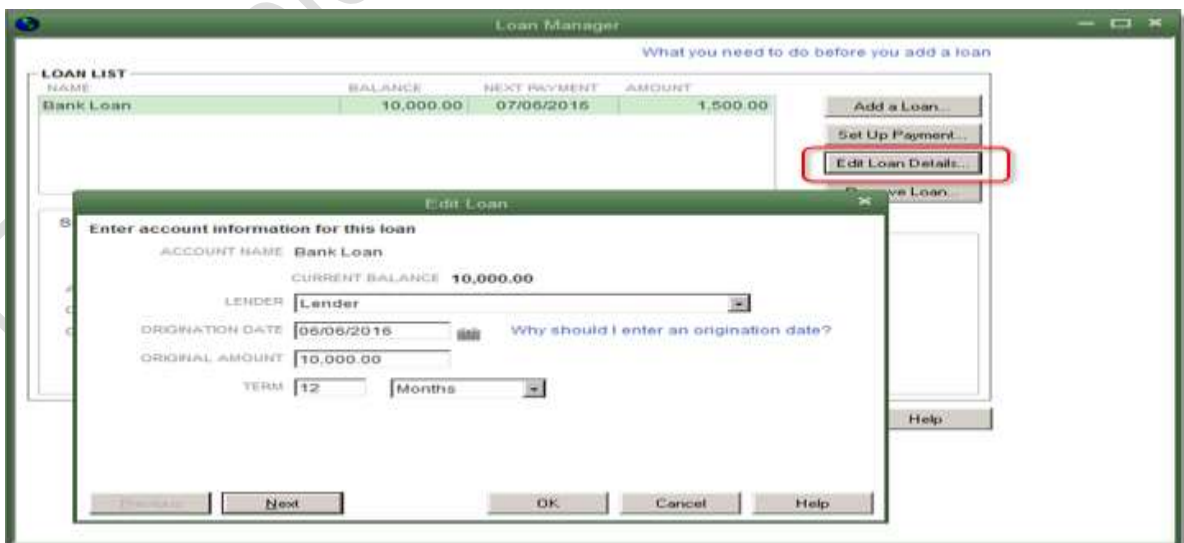 Loan Manager
What you need to do before you add a loan
LOAN LIST
NAME BALANCE NEXT PAYMENT AMOUNT
Bank Loan 10,000.00 07/06/2016 1,500.00
Add a Loan...
Set Up Payment...
Edit Loan Details...
Loan...
Edit Loan
Enter account information for this loan
ACCOUNT NAME Bank Loan
CURRENT BALANCE 10,000.00
LENDER Lender
ORIGINATION DATE 06/06/2016 Why should I enter an origination date?
ORIGINAL AMOUNT 10,000.00
TERM 12 Months
Help
Previous Next OK Cancel Help